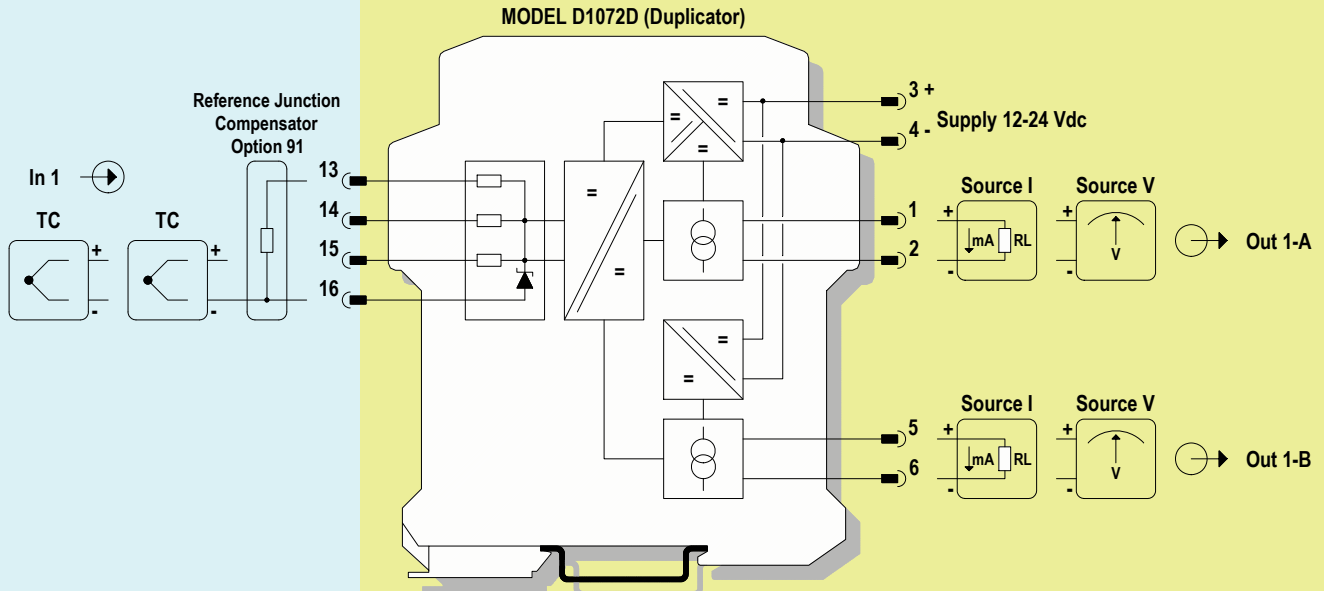 MODEL D1072D (Duplicator)
Reference Junction
Compensator
Option 91
In 1
TC
TC
+
-
+
-
13
14
15
16
=
=
=
=
=
=
=
3 +
4 -
Supply 12-24 Vdc
1
2
Source I
+
-
mA
RL
Source V
+
-
V
Out 1-A
5
6
Source I
+
-
mA
RL
Source V
+
-
V
Out 1-B